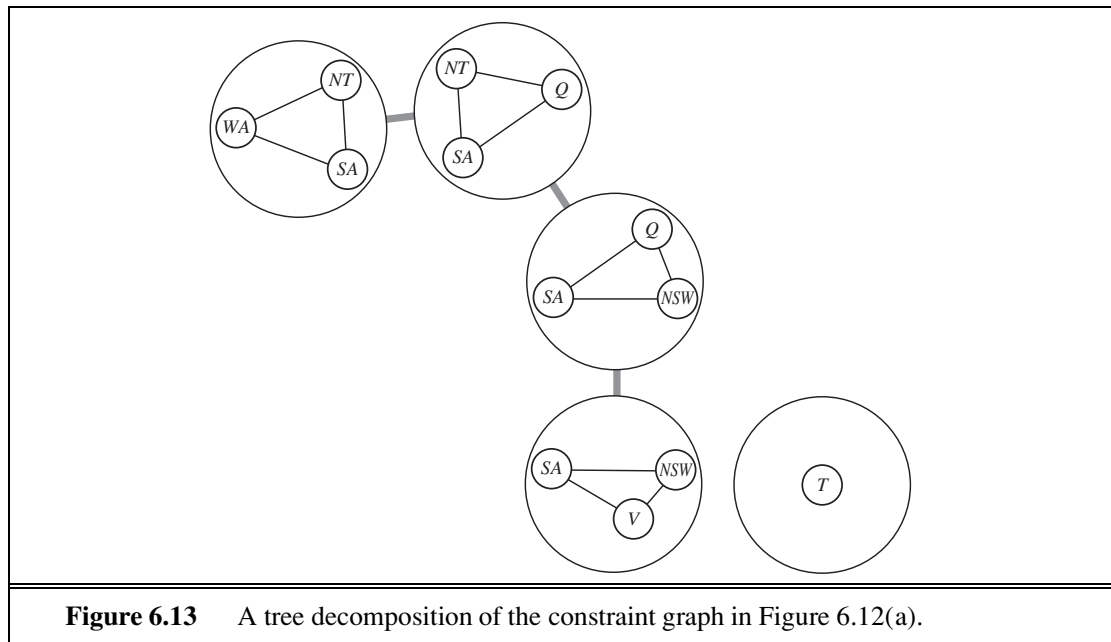 NT
WA
SA
NT
Q
SA
Q
SA
NSW
SA
NSW
V
T
Figure 6.13 A tree decomposition of the constraint graph in Figure 6.12(a).